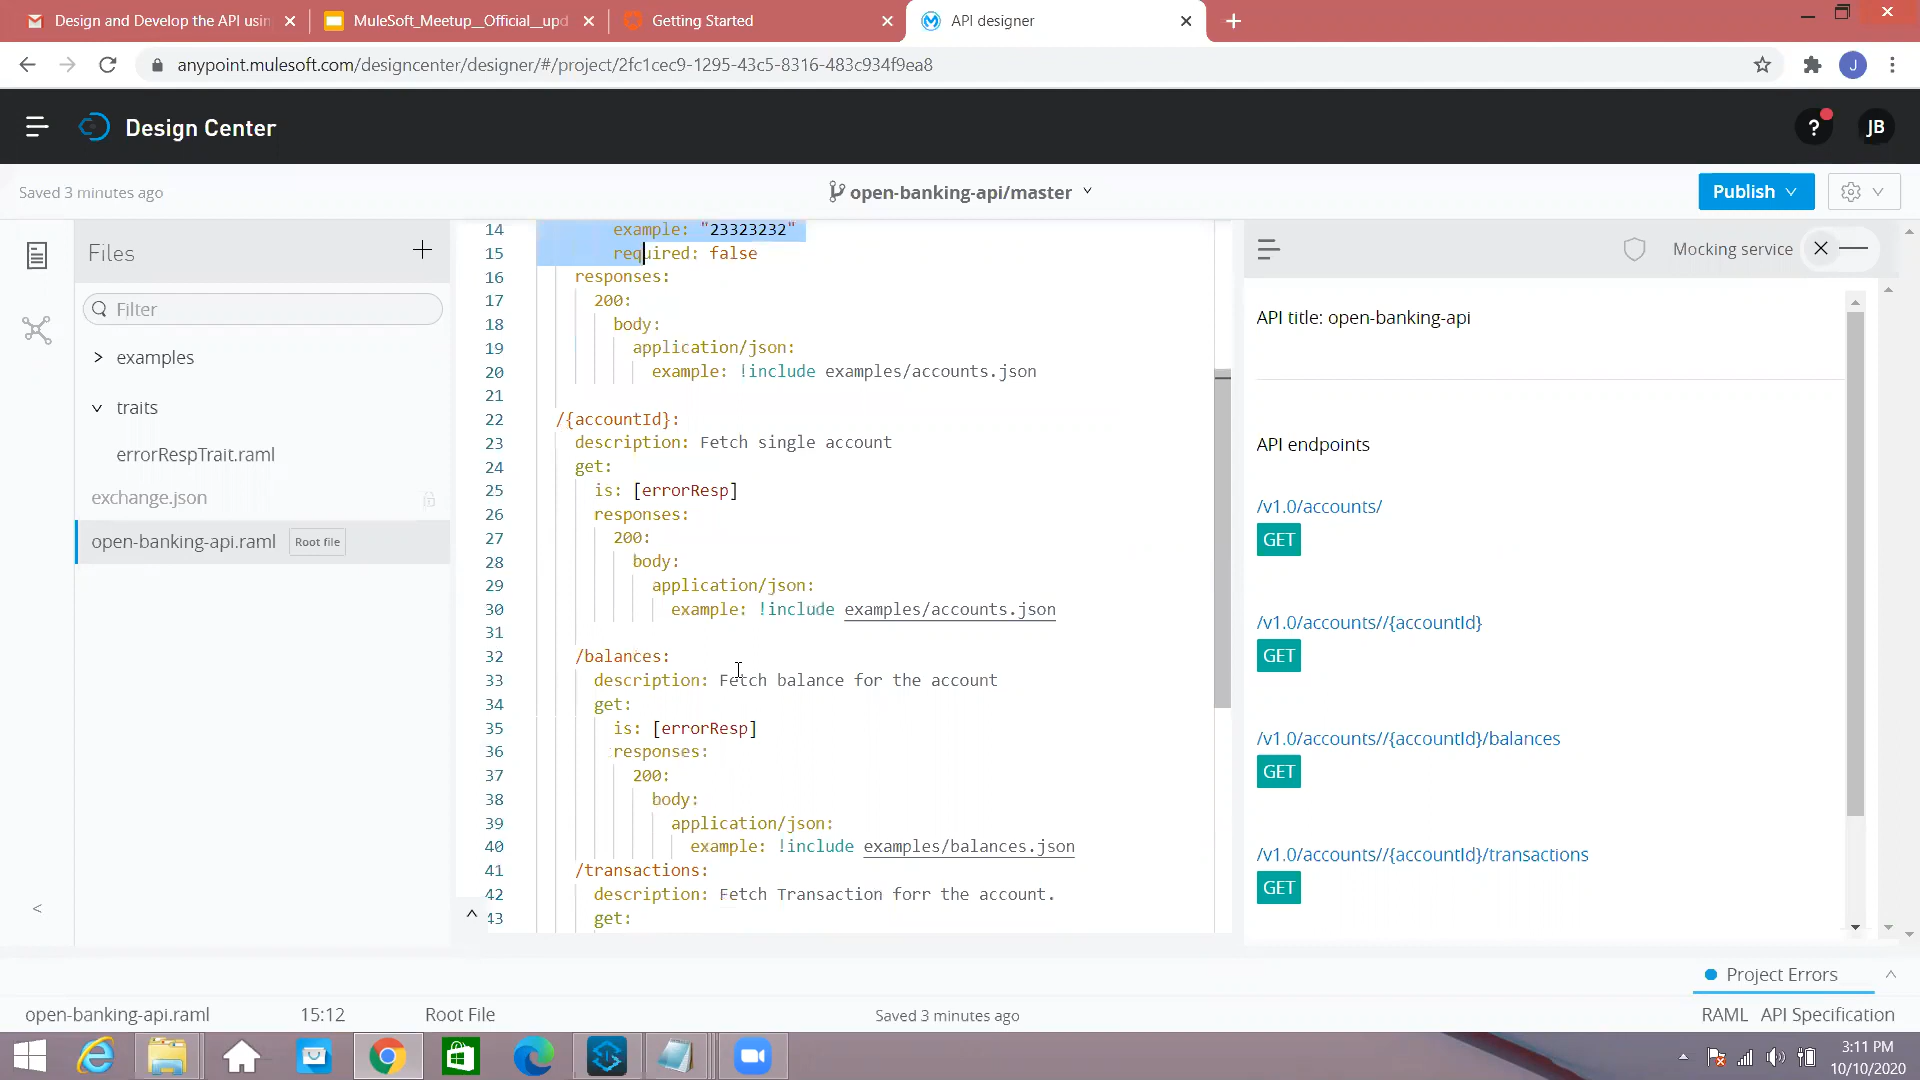 Design and Develop the API usin
MuleSoft_Meetup__Official__upd
Getting Started
API designer
anypoint.mulesoft.com/designcenter/designer/#/project/2fc1cec9-1295-43c5-8316-483c934f9ea8
J
Design Center
?
JB
Saved 3 minutes ago
open-banking-api/master
Publish
Files
Filter
examples
traits
errorRespTrait.raml
exchange.json
open-banking-api.raml Root file
14 example: "23323232"
15 required: false
16 responses:
17 200:
18 body:
19 application/json:
20 example: !include examples/accounts.json
21
22 /{accountId}:
23 description: Fetch single account
24 get:
25 is: [errorResp]
26 responses:
27 200:
28 body:
29 application/json:
30 example: !include examples/accounts.json
31
32 /balances:
33 description: Fetch balance for the account
34 get:
35 is: [errorResp]
36 responses:
37 200:
38 body:
39 application/json:
40 example: !include examples/balances.json
41 /transactions:
42 description: Fetch Transaction forr the account.
43 get:
Mocking service
API title: open-banking-api
API endpoints
/v1.0/accounts/
GET
/v1.0/accounts//{accountId}
GET
/v1.0/accounts//{accountId}/balances
GET
/v1.0/accounts//{accountId}/transactions
GET
Project Errors
open-banking-api.raml 15:12 Root File Saved 3 minutes ago RAML API Specification
3:11 PM
10/10/2020